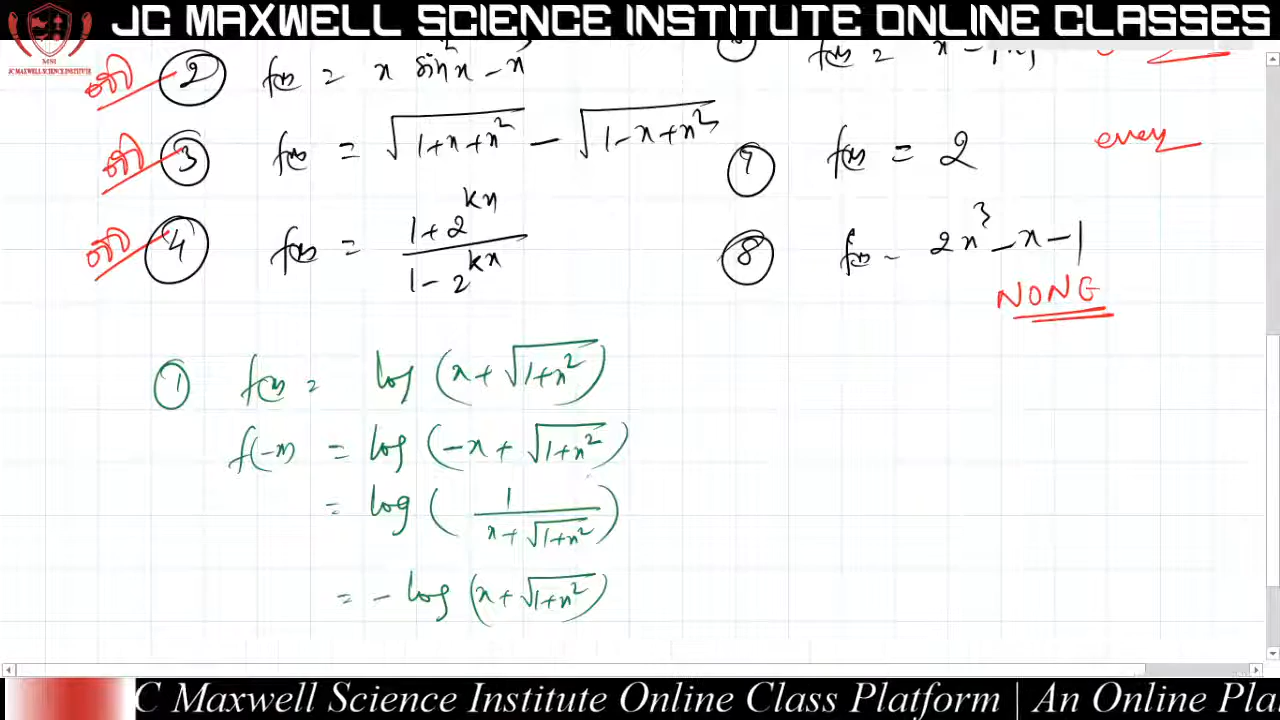 JC MAXWELL SCIENCE INSTITUTE ONLINE CLASSES
MSI
JC MAXWELL SCIENCE INSTITUTE
② f(x) = x sin²x - x³
③ f(x) = √(1+x+x²) - √(1-x+x²)
④ f(x) = (1+2^(kx))/(1-2^(kx))
f(x) = x - |x|
⑦ f(x) = 2 even
⑧ f(x) = 2x³ - x - 1
NONE
① f(x) = log (x + √(1+x²))
f(-x) = log (-x + √(1+x²))
= log (1/(x + √(1+x²)))
= - log (x + √(1+x²))
C Maxwell Science Institute Online Class Platform | An Online Pla